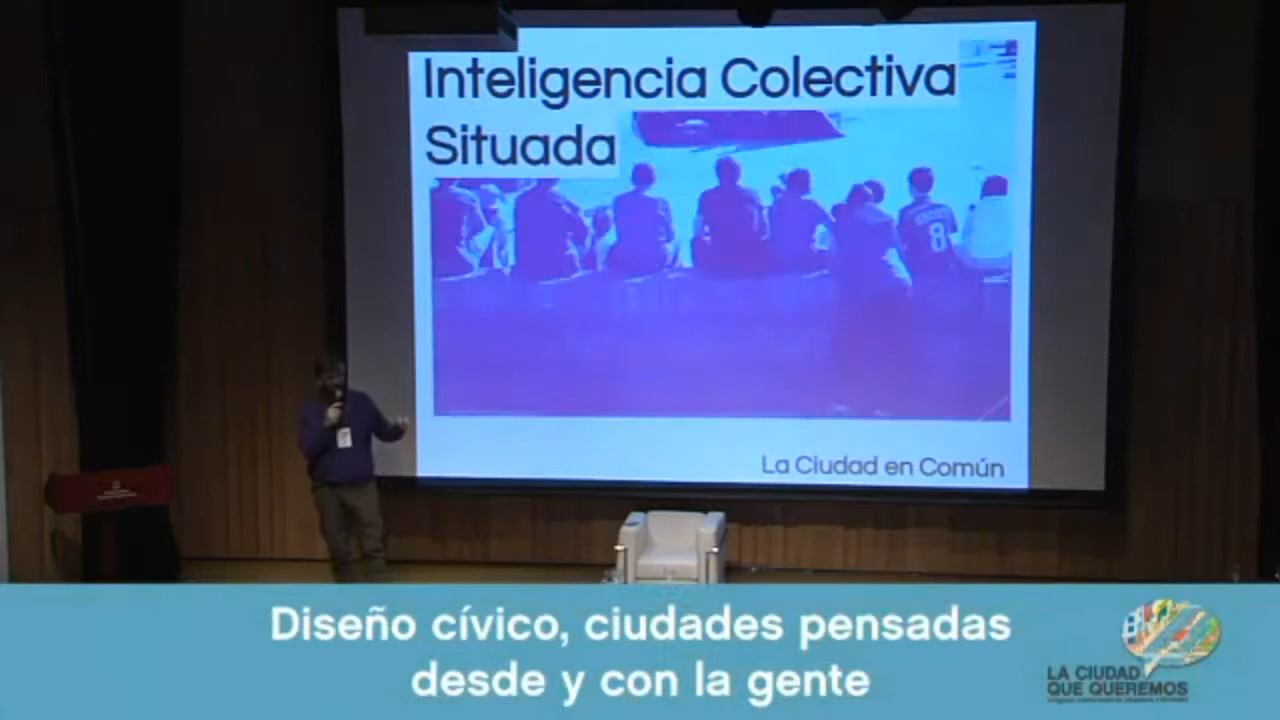 Inteligencia Colectiva
Situada
8
La Ciudad en Común
Diseño cívico, ciudades pensadas
desde y con la gente
LA CIUDAD
QUE QUEREMOS